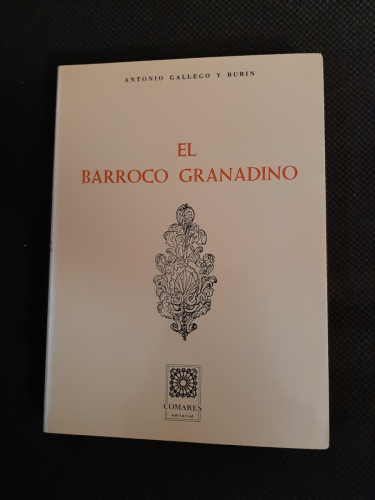 ANTONIO GALLEGO Y BURIN
EL
BARROCO GRANADINO
COMARES
editorial